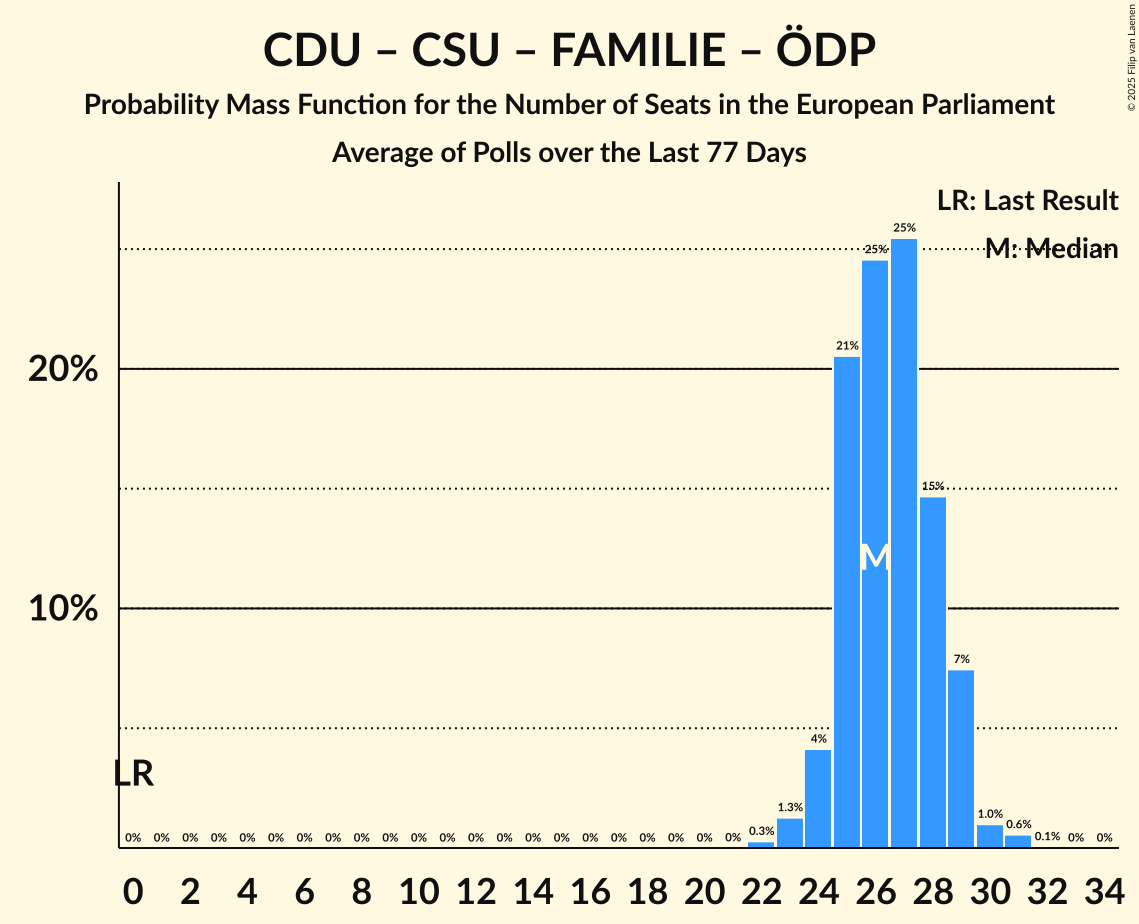 CDU – CSU – FAMILIE – ÖDP
Probability Mass Function for the Number of Seats in the European Parliament
Average of Polls over the Last 77 Days
© 2025 Filip van Laenen
LR: Last Result
M: Median
20%
10%
LR
M
0% 0% 0% 0% 0% 0% 0% 0% 0% 0% 0% 0% 0% 0% 0% 0% 0% 0% 0% 0% 0% 0% 0.3% 1.3% 4% 21% 25% 25% 15% 7% 1.0% 0.6% 0.1% 0% 0%
0 2 4 6 8 10 12 14 16 18 20 22 24 26 28 30 32 34